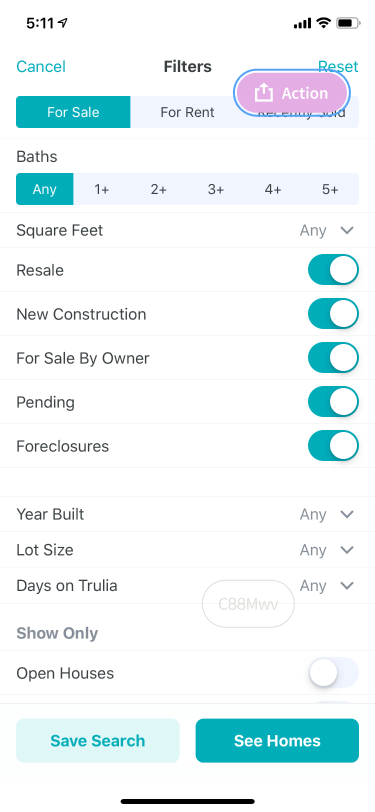 5:11
Cancel Filters Reset
Action
For Sale For Rent Recently Sold
Baths
Any 1+ 2+ 3+ 4+ 5+
Square Feet Any
Resale
New Construction
For Sale By Owner
Pending
Foreclosures
Year Built Any
Lot Size Any
Days on Trulia Any
C88Mwv
Show Only
Open Houses
Save Search See Homes